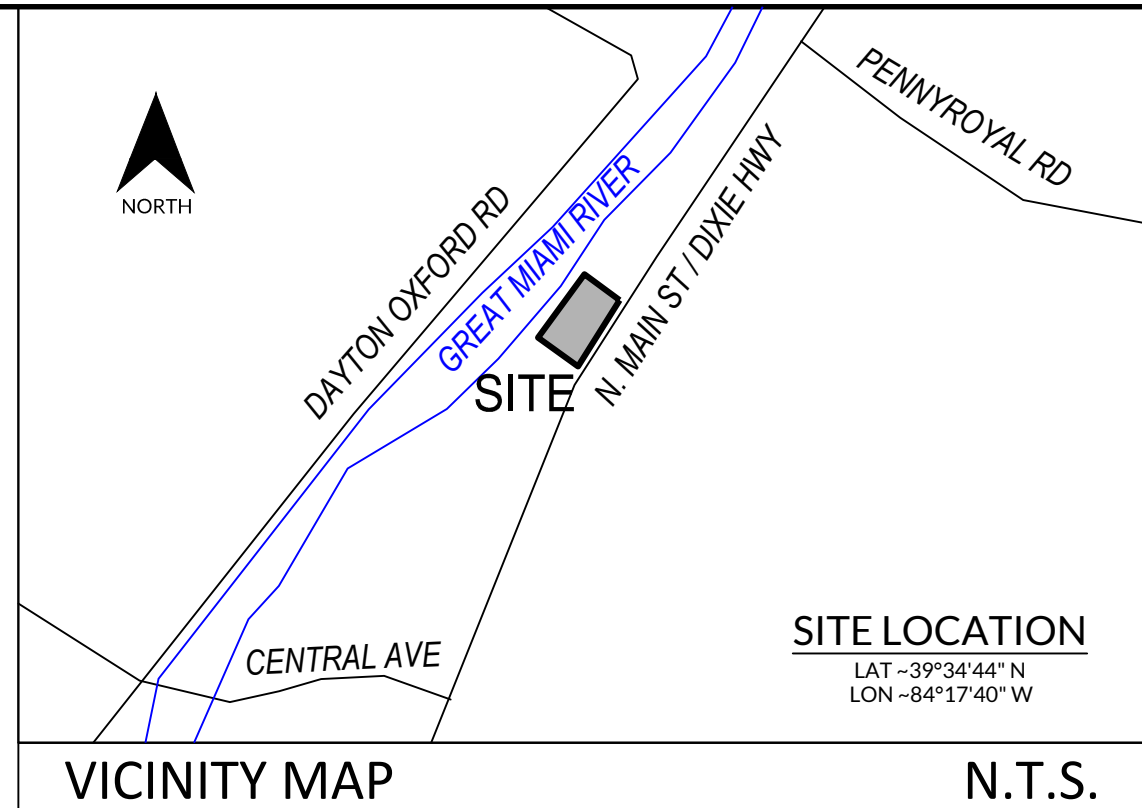 PENNYROYAL RD
NORTH
DAYTON OXFORD RD
GREAT MIAMI RIVER
N. MAIN ST / DIXIE HWY
SITE
CENTRAL AVE
SITE LOCATION
LAT ~39°34'44" N
LON ~84°17'40" W
VICINITY MAP
N.T.S.